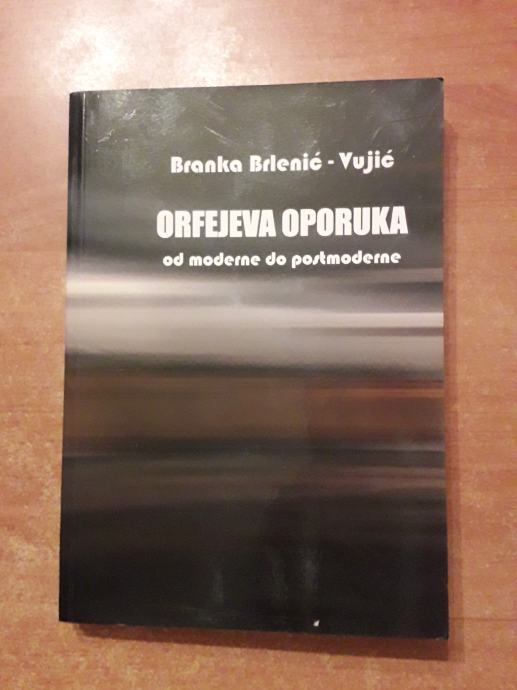 Branka Brlenić - Vujić
ORFEJEVA OPORUKA
od moderne do postmoderne